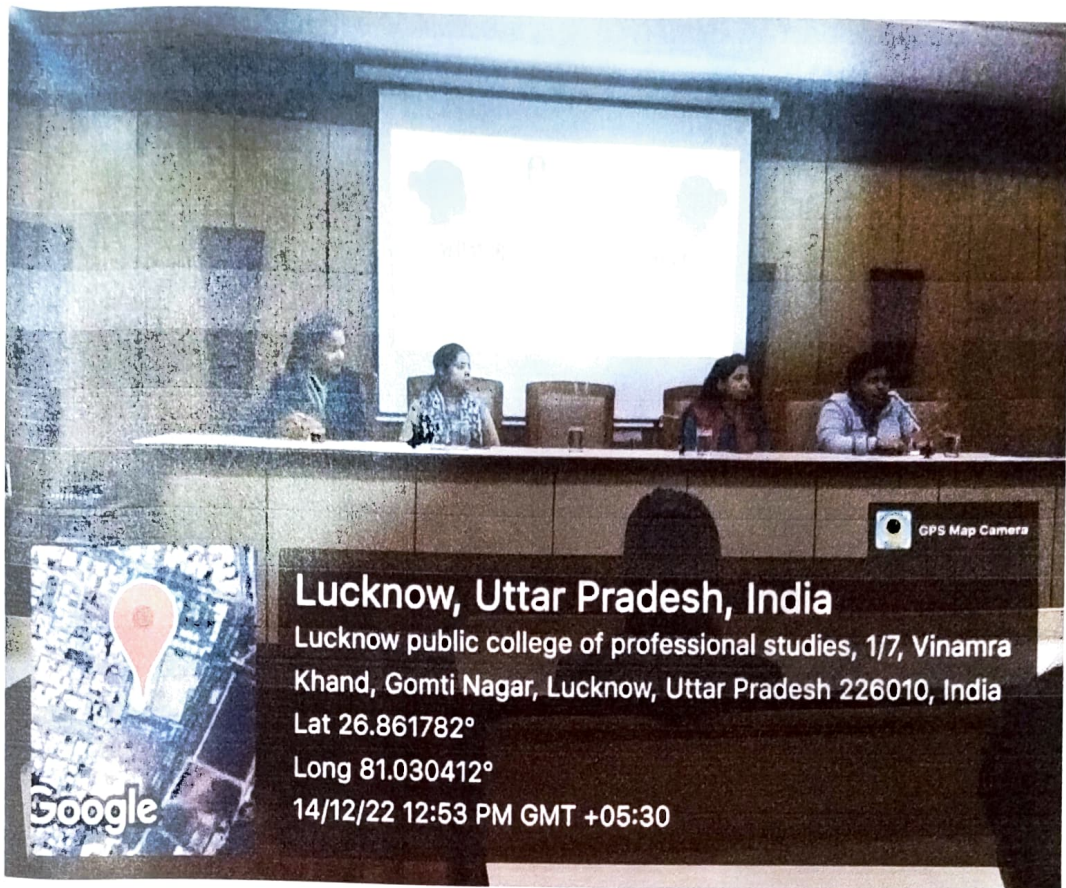 GPS Map Camera
Lucknow, Uttar Pradesh, India
Lucknow public college of professional studies, 1/7, Vinamra
Khand, Gomti Nagar, Lucknow, Uttar Pradesh 226010, India
Lat 26.861782°
Long 81.030412°
14/12/22 12:53 PM GMT +05:30
Google